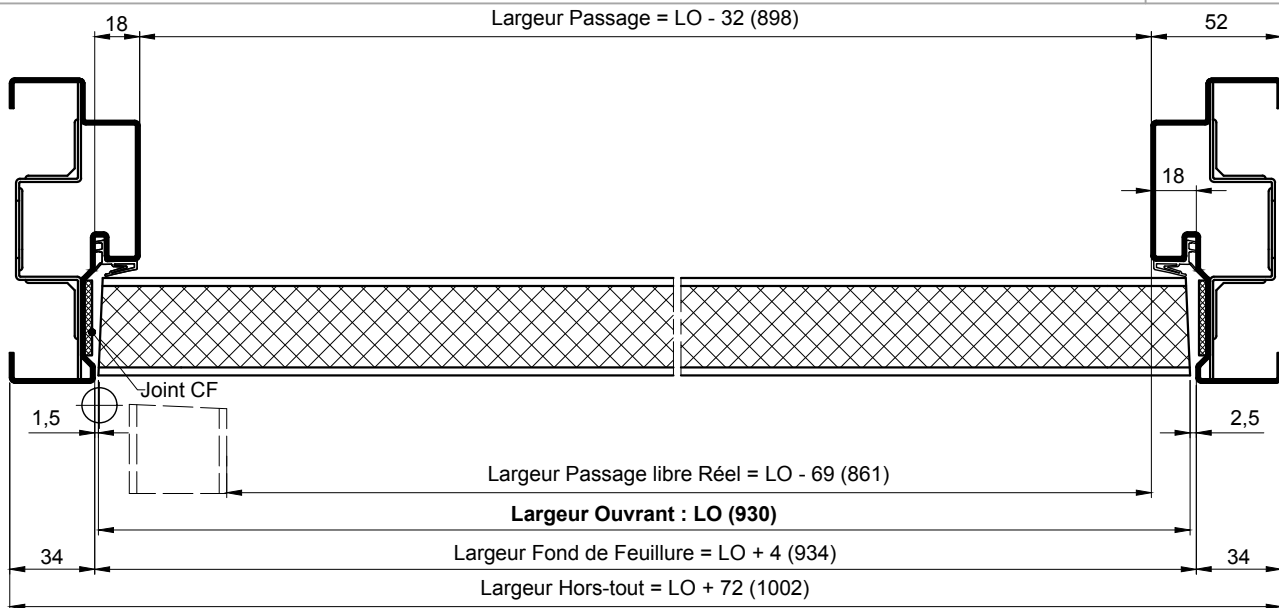 Largeur Passage = LO - 32 (898)
18
52
18
Joint CF
1,5
2,5
Largeur Passage libre Réel = LO - 69 (861)
Largeur Ouvrant : LO (930)
34
Largeur Fond de Feuillure = LO + 4 (934)
34
Largeur Hors-tout = LO + 72 (1002)